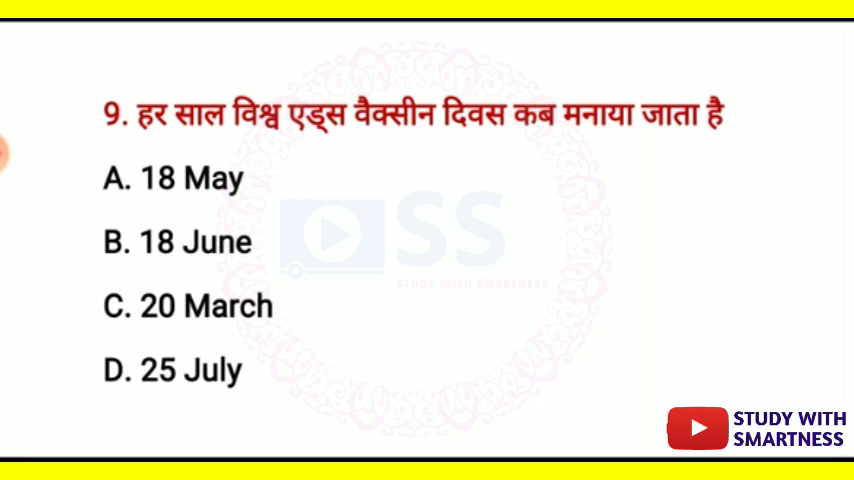 9. हर साल विश्व एड्स वैक्सीन दिवस कब मनाया जाता है
A. 18 May
SS
B. 18 June
STUDY WITH SMARTNESS
C. 20 March
D. 25 July
STUDY WITH
SMARTNESS